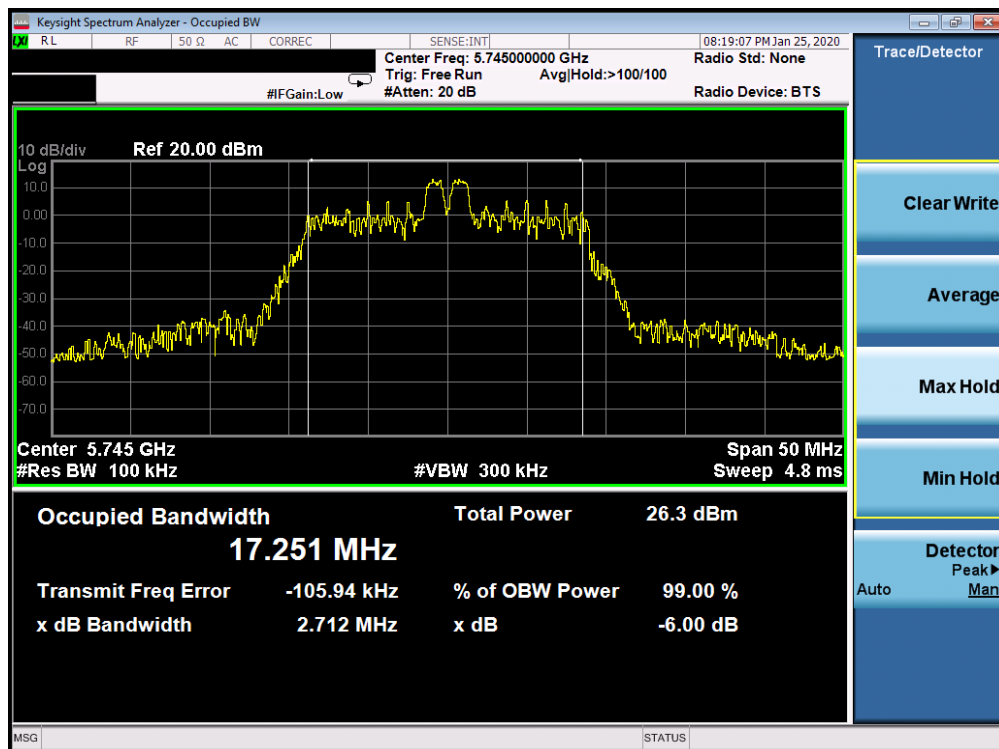 Keysight Spectrum Analyzer - Occupied BW
LXI RL RF 50 Ω AC CORREC SENSE:INT 08:19:07 PM Jan 25, 2020
Center Freq: 5.745000000 GHz Radio Std: None
Trig: Free Run Avg|Hold:>100/100
#IFGain:Low #Atten: 20 dB Radio Device: BTS
10 dB/div Ref 20.00 dBm
Log
10.0
0.00
-10.0
-20.0
-30.0
-40.0
-50.0
-60.0
-70.0
Center 5.745 GHz Span 50 MHz
#Res BW 100 kHz #VBW 300 kHz Sweep 4.8 ms
Occupied Bandwidth Total Power 26.3 dBm
17.251 MHz
Transmit Freq Error -105.94 kHz % of OBW Power 99.00 %
x dB Bandwidth 2.712 MHz x dB -6.00 dB
MSG STATUS
Trace/Detector
Clear Write
Average
Max Hold
Min Hold
Detector
Peak▶
Auto Man